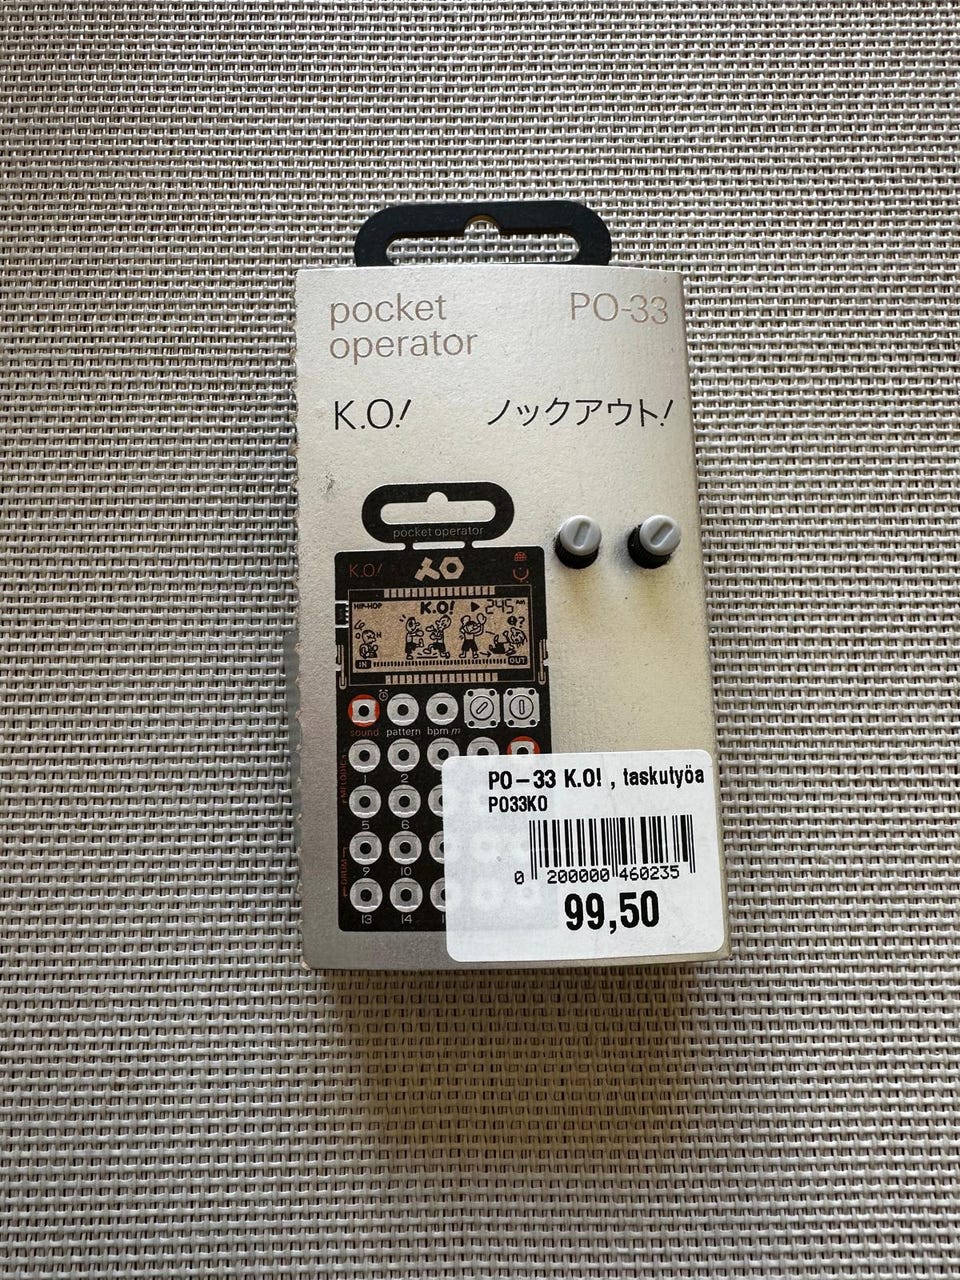 pocket
operator
PO-33
K.O!
ノックアウト!
pocket operator
K.O!
HIP-HOP
K.O!
245
IN
OUT
sound
pattern
bpm
1
2
5
6
9
10
13
14
PO-33 K.O! , taskutyöa
PO33KO
0 200000 460235
99,50